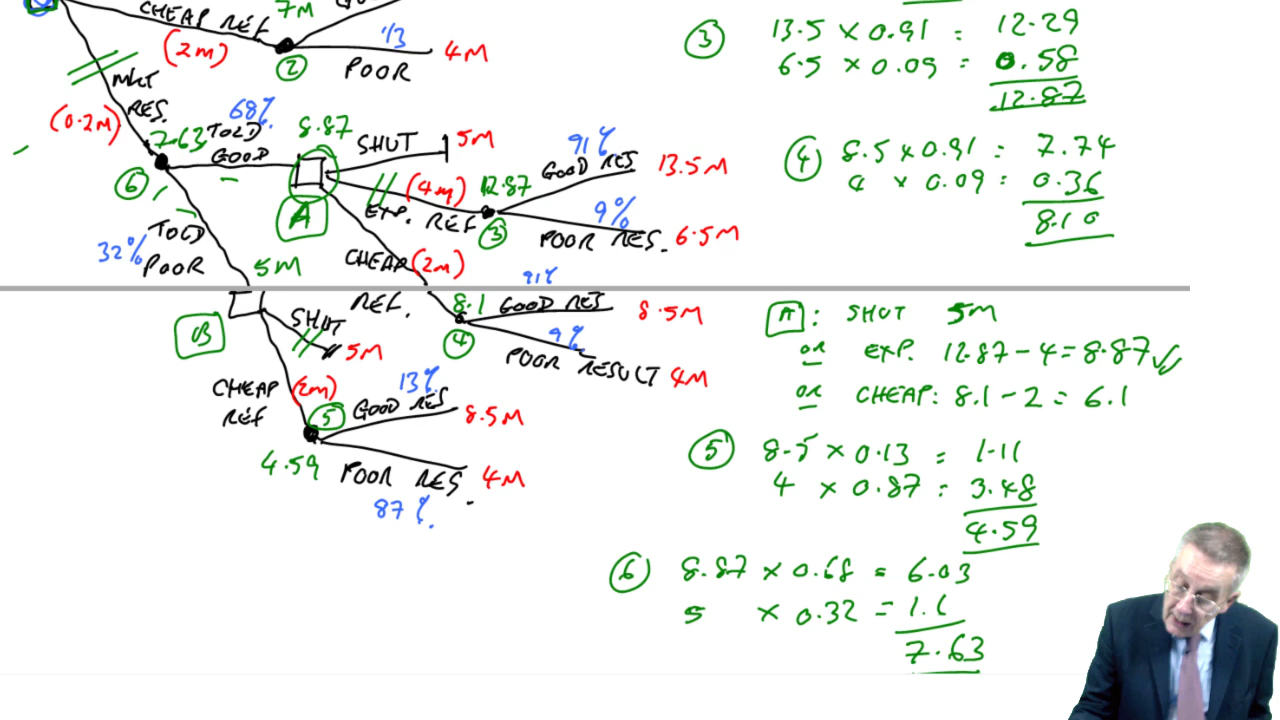 7M
CHEAP REF
(2m)
2
1/3
POOR
4M
MKT
RES.
(0.2M)
7.63
68%
TOLD
GOOD
8.87
SHUT
5M
A
6
EXP. REF
(4m)
12.87
3
91%
GOOD RES
13.5M
9%
POOR RES.
6.5M
32%
TOLD
POOR
5M
CHEAP
REF.
(2m)
8.1
4
91%
GOOD RES
8.5M
9%
POOR RESULT
4M
B
SHUT
5M
CHEAP
REF
(2m)
5
4.59
13%
GOOD RES
8.5M
POOR RES.
4M
87%.
3
13.5 x 0.91 = 12.29
6.5 x 0.09 = 0.58
12.87
4
8.5 x 0.91 = 7.74
4 x 0.09 = 0.36
8.10
A : SHUT 5M
or EXP. 12.87 - 4 = 8.87 ✓
or CHEAP: 8.1 - 2 = 6.1
5
8.5 x 0.13 = 1.11
4 x 0.87 = 3.48
4.59
6
8.87 x 0.68 = 6.03
5 x 0.32 = 1.6
7.63